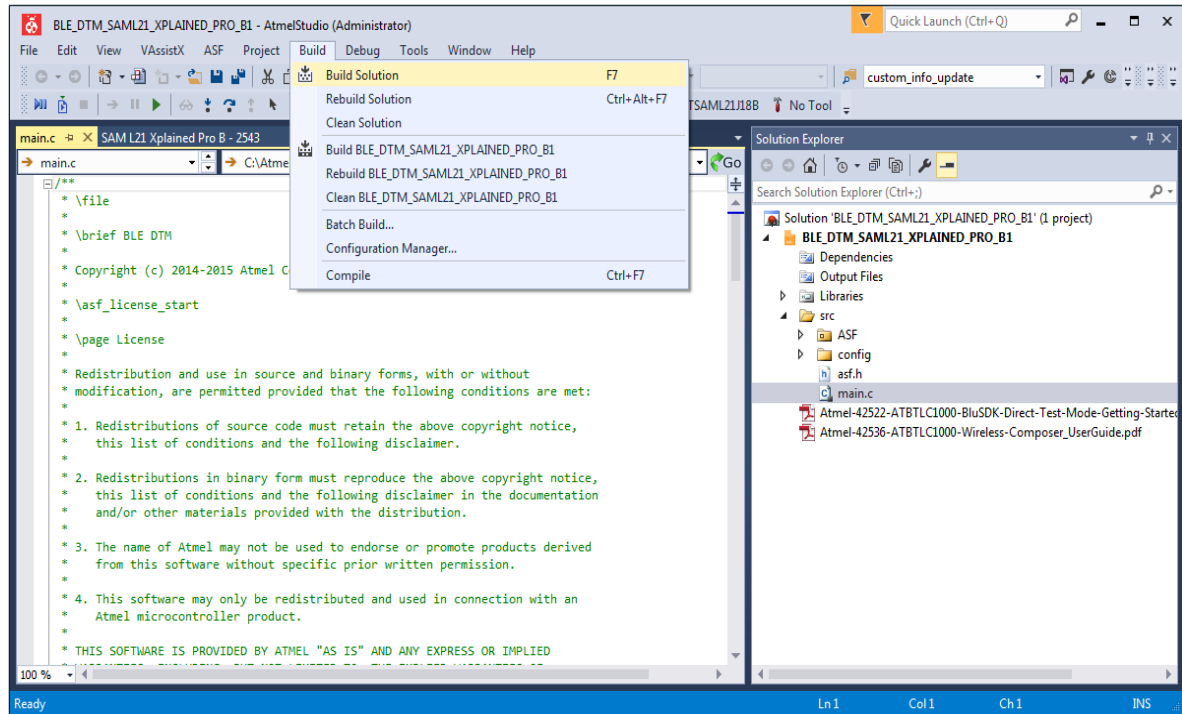 BLE_DTM_SAML21_XPLAINED_PRO_B1 - AtmelStudio (Administrator)
Quick Launch (Ctrl+Q)
File Edit View VAssistX ASF Project Build Debug Tools Window Help
custom_info_update
TSAML21J18B No Tool
Build Solution F7
Rebuild Solution Ctrl+Alt+F7
Clean Solution
Build BLE_DTM_SAML21_XPLAINED_PRO_B1
Rebuild BLE_DTM_SAML21_XPLAINED_PRO_B1
Clean BLE_DTM_SAML21_XPLAINED_PRO_B1
Batch Build...
Configuration Manager...
Compile Ctrl+F7
main.c SAM L21 Xplained Pro B - 2543
main.c C:\Atme Go
/**
* \file
*
* \brief BLE DTM
*
* Copyright (c) 2014-2015 Atmel C
*
* \asf_license_start
*
* \page License
*
* Redistribution and use in source and binary forms, with or without
* modification, are permitted provided that the following conditions are met:
*
* 1. Redistributions of source code must retain the above copyright notice,
* this list of conditions and the following disclaimer.
*
* 2. Redistributions in binary form must reproduce the above copyright notice,
* this list of conditions and the following disclaimer in the documentation
* and/or other materials provided with the distribution.
*
* 3. The name of Atmel may not be used to endorse or promote products derived
* from this software without specific prior written permission.
*
* 4. This software may only be redistributed and used in connection with an
* Atmel microcontroller product.
*
* THIS SOFTWARE IS PROVIDED BY ATMEL "AS IS" AND ANY EXPRESS OR IMPLIED
100 %
Solution Explorer
Search Solution Explorer (Ctrl+;)
Solution 'BLE_DTM_SAML21_XPLAINED_PRO_B1' (1 project)
BLE_DTM_SAML21_XPLAINED_PRO_B1
Dependencies
Output Files
Libraries
src
ASF
config
asf.h
main.c
Atmel-42522-ATBTLC1000-BluSDK-Direct-Test-Mode-Getting-Started
Atmel-42536-ATBTLC1000-Wireless-Composer_UserGuide.pdf
Ready Ln 1 Col 1 Ch 1 INS